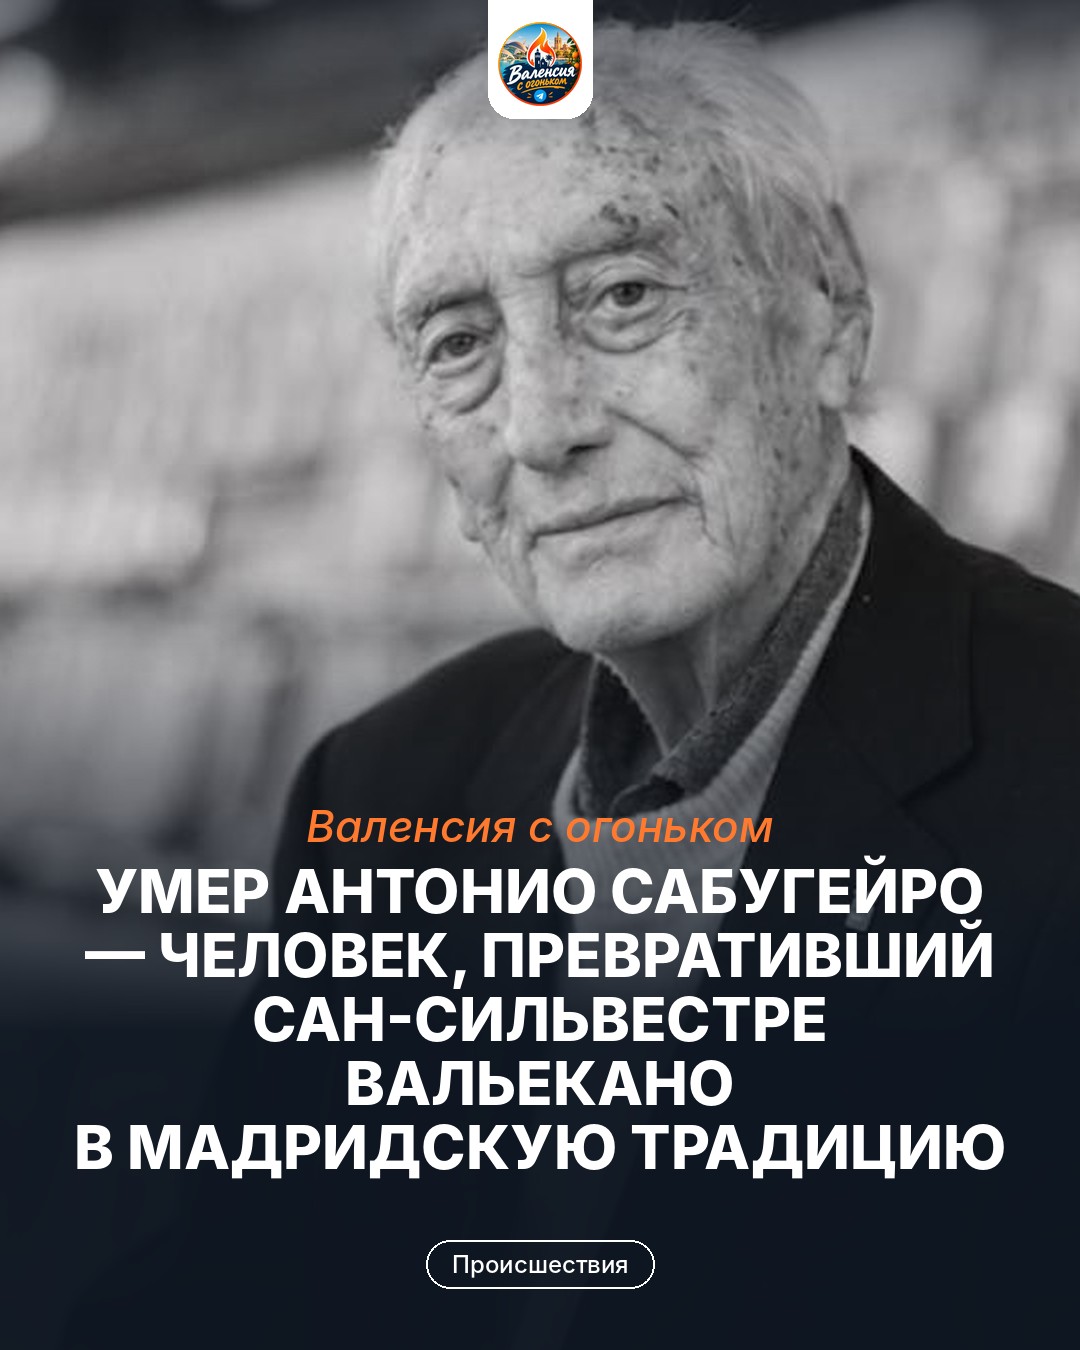 Валенсия
с огоньком
Валенсия с огоньком
УМЕР АНТОНИО САБУГЕЙРО
— ЧЕЛОВЕК, ПРЕВРАТИВШИЙ
САН-СИЛЬВЕСТРЕ
ВАЛЬЕКАНО
В МАДРИДСКУЮ ТРАДИЦИЮ
Происшествия